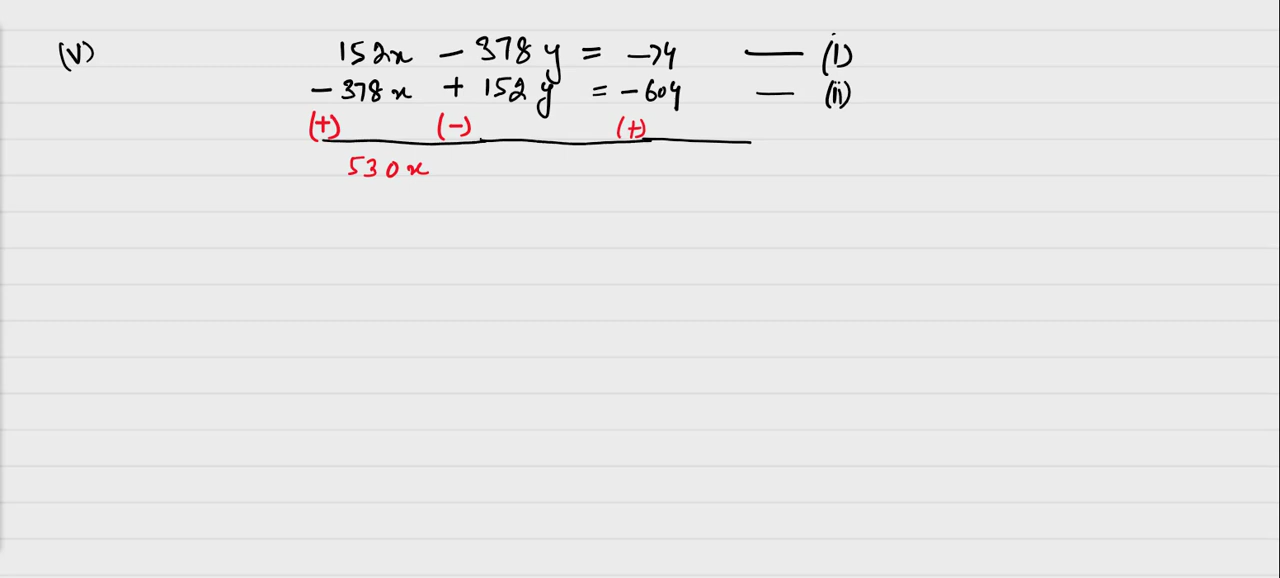 (V) 152x - 378y = -74 — (i)
-378x + 152y = -604 — (ii)
(+) (-) (+)
530x